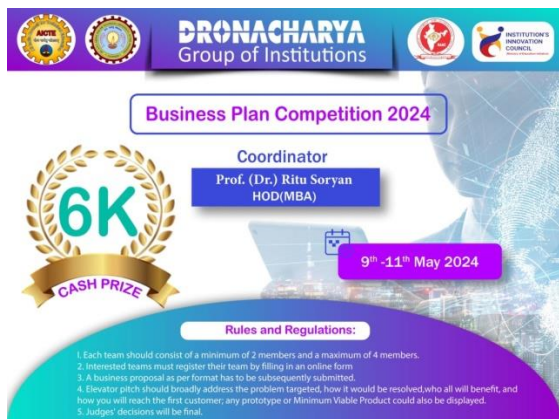 AICTE
DRONACHARYA
Group of Institutions
INSTITUTION'S
INNOVATION
COUNCIL
Business Plan Competition 2024
Coordinator
Prof. (Dr.) Ritu Soryan
HOD(MBA)
6K
CASH PRIZE
9th -11th May 2024
Rules and Regulations:
I. Each team should consist of a minimum of 2 members and a maximum of 4 members.
2. Interested teams must register their team by filling in an online form
3. A business proposal as per format has to be subsequently submitted.
4. Elevator pitch should broadly address the problem targeted, how it would be resolved,who all will benefit, and
how you will reach the first customer; any prototype or Minimum Viable Product could also be displayed.
5. Judges' decisions will be final.